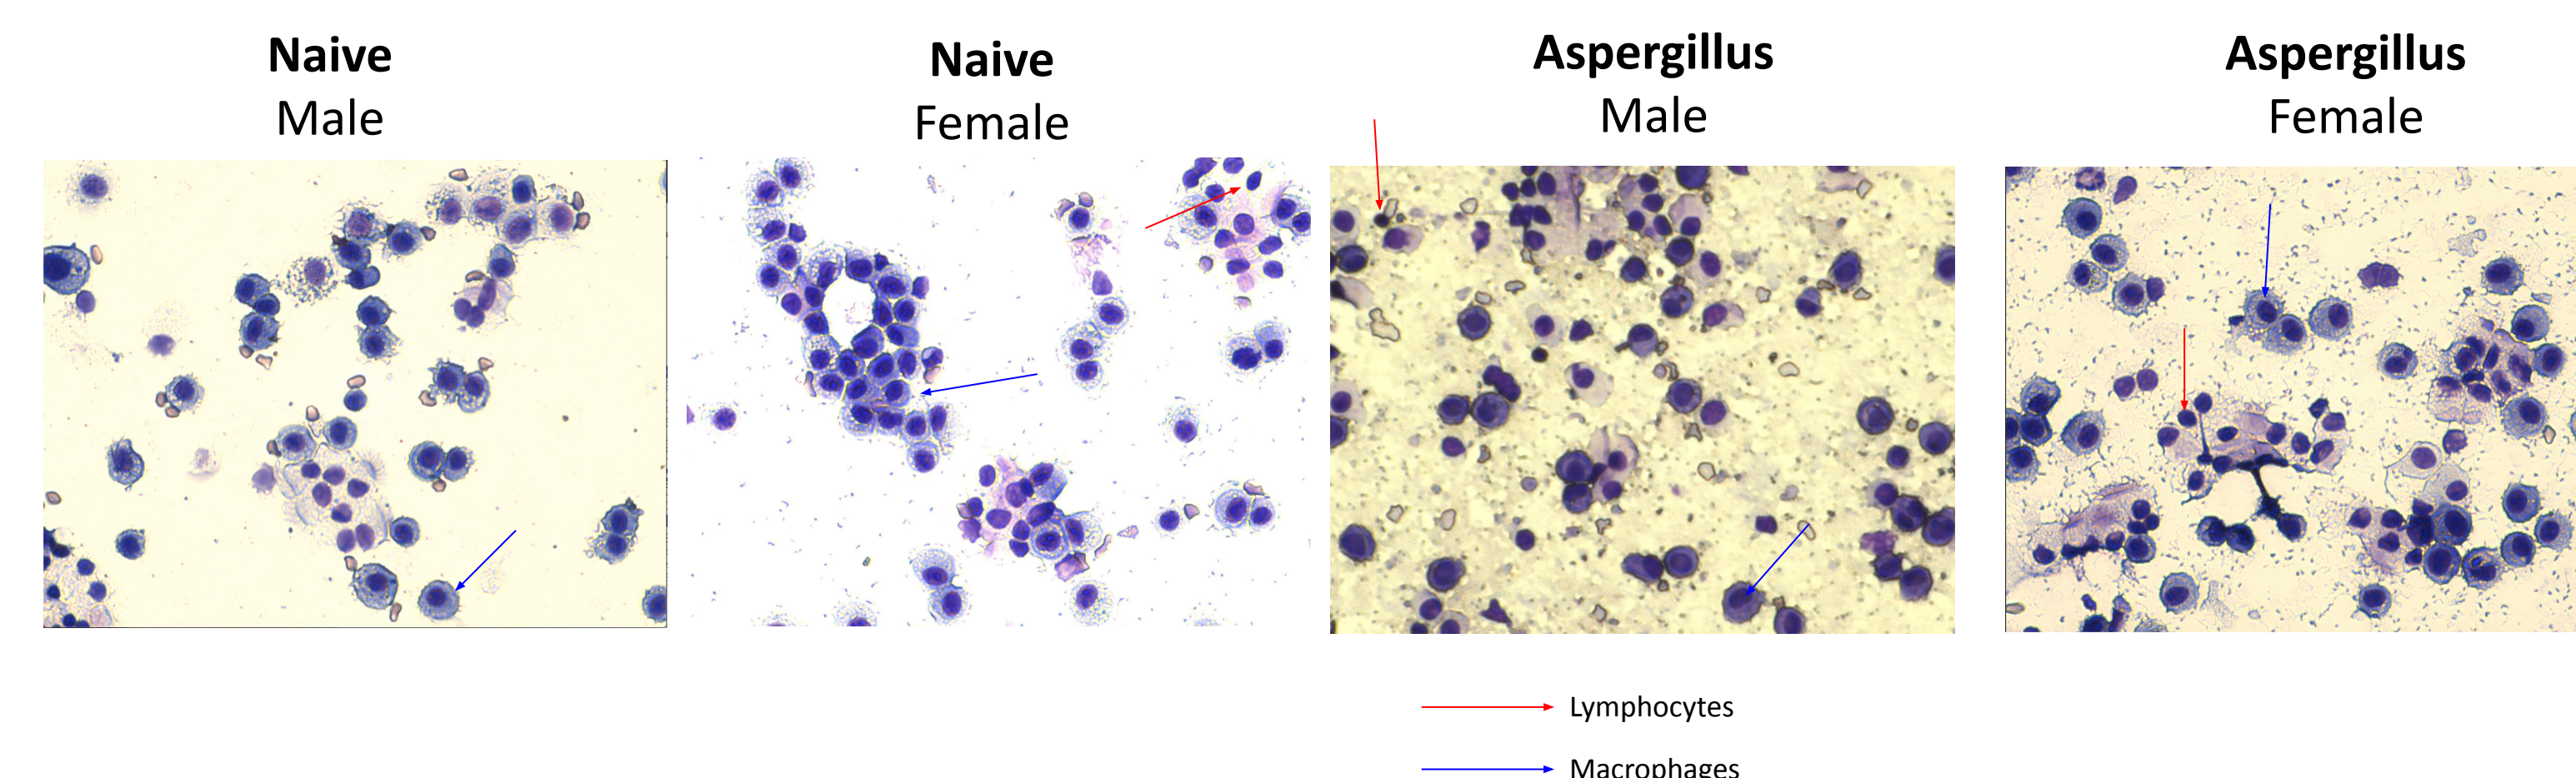 Naive
Male
Naive
Female
Aspergillus
Male
Aspergillus
Female
Lymphocytes
Macrophages